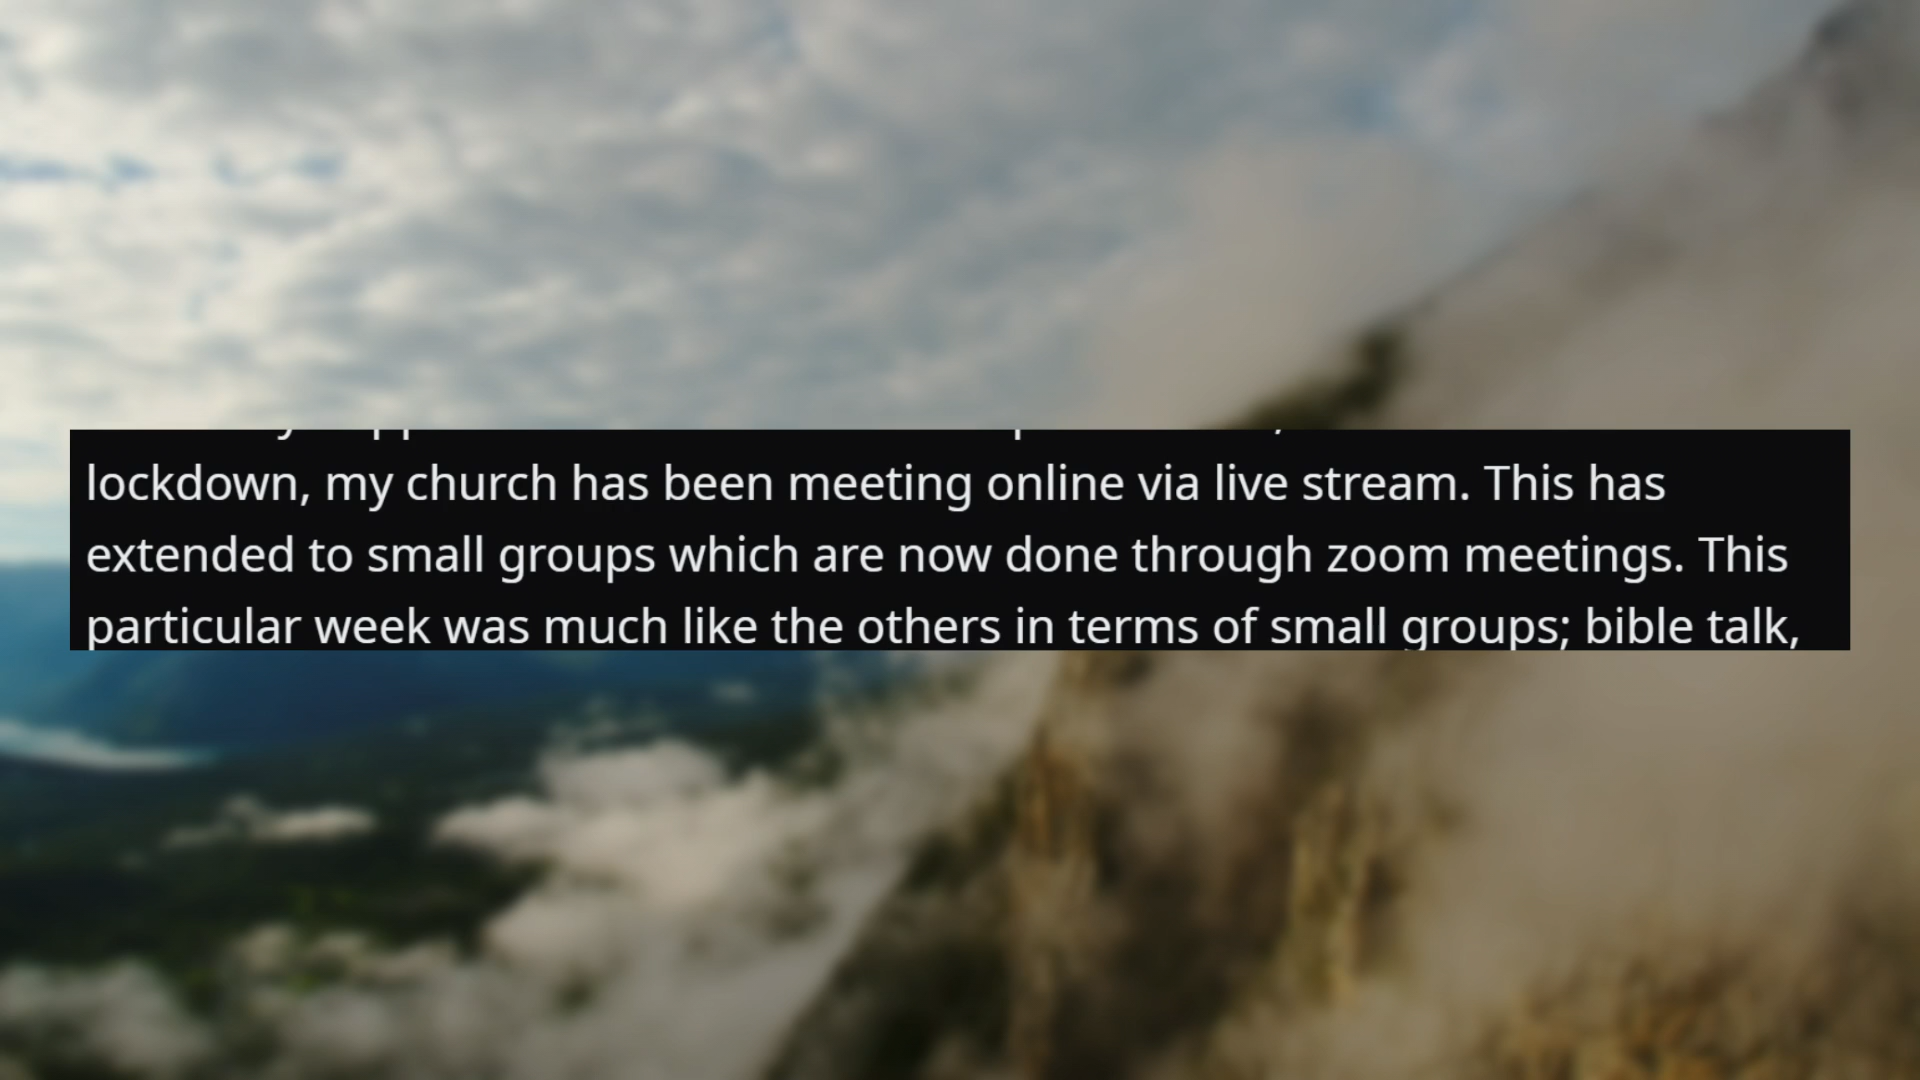 lockdown, my church has been meeting online via live stream. This has
extended to small groups which are now done through zoom meetings. This
particular week was much like the others in terms of small groups; bible talk,